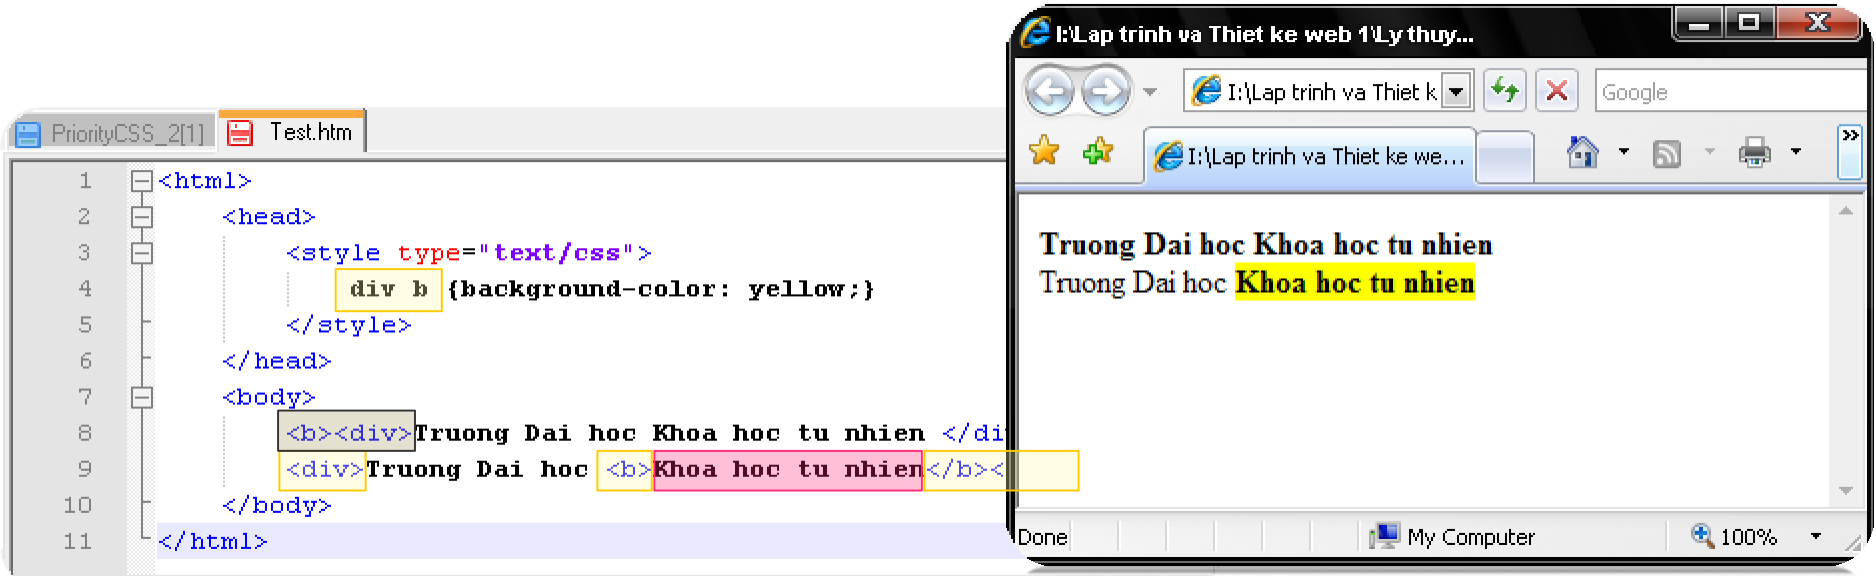 PriorityCSS_2[1]
Test.htm
1 <html>
2 <head>
3 <style type="text/css">
4 div b {background-color: yellow;}
5 </style>
6 </head>
7 <body>
8 <b><div>Truong Dai hoc Khoa hoc tu nhien </di
9 <div>Truong Dai hoc <b>Khoa hoc tu nhien</b><
10 </body>
11 </html>
I:\Lap trinh va Thiet ke web 1\Ly thuy...
I:\Lap trinh va Thiet k
Google
I:\Lap trinh va Thiet ke we...
Truong Dai hoc Khoa hoc tu nhien
Truong Dai hoc Khoa hoc tu nhien
Done
My Computer
100%